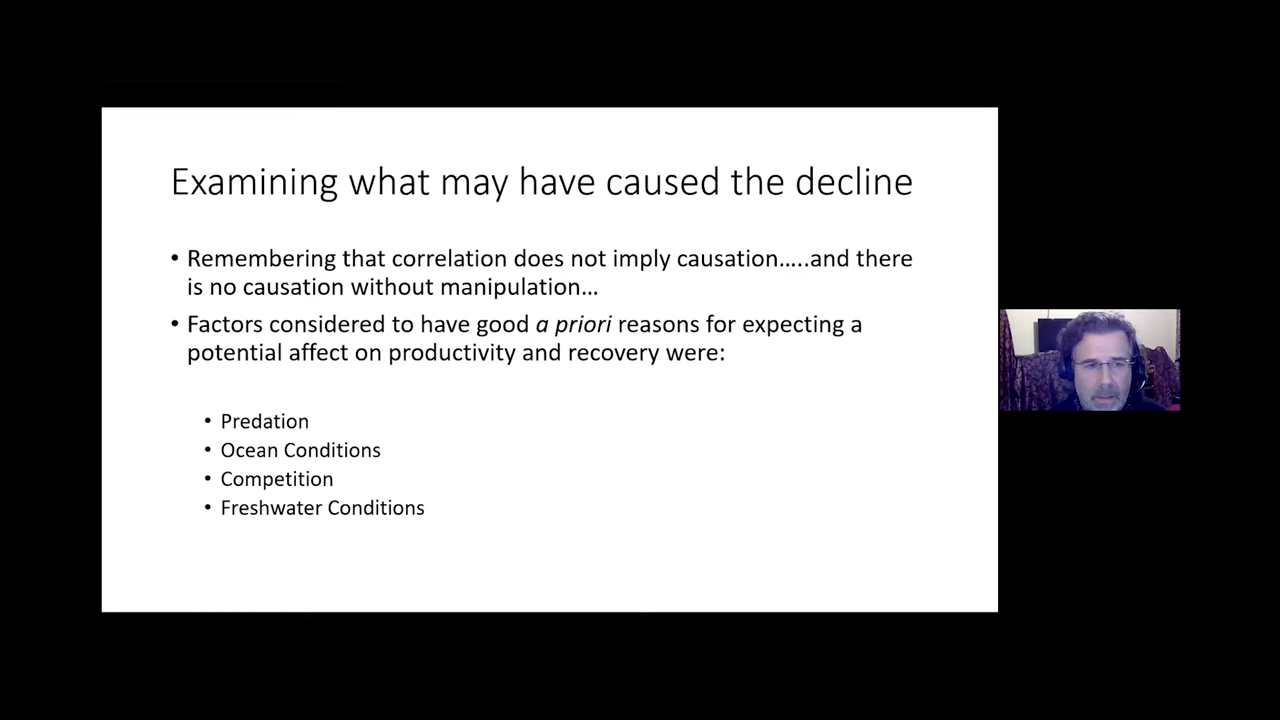 Examining what may have caused the decline
• Remembering that correlation does not imply causation…..and there
is no causation without manipulation…
• Factors considered to have good a priori reasons for expecting a
potential affect on productivity and recovery were:
• Predation
• Ocean Conditions
• Competition
• Freshwater Conditions